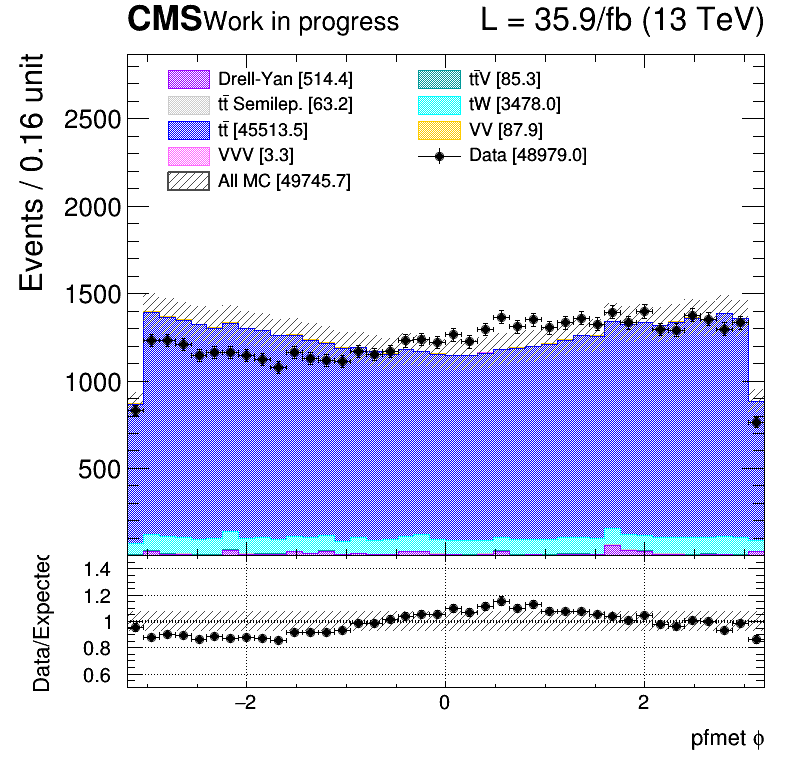 CMS Work in progress L = 35.9/fb (13 TeV)
Events / 0.16 unit
Drell-Yan [514.4] tt̄V [85.3]
tt̄ Semilep. [63.2] tW [3478.0]
tt̄ [45513.5] VV [87.9]
VVV [3.3] Data [48979.0]
All MC [49745.7]
2500
2000
1500
1000
500
Data/Expected
1.4
1.2
1
0.8
0.6
−2 0 2
pfmet ϕ